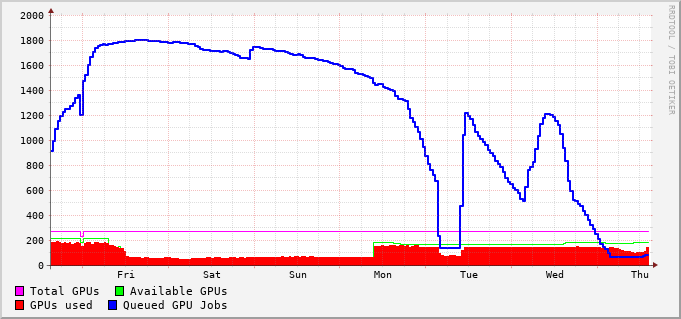 2000
1800
1600
1400
1200
1000
800
600
400
200
0
Fri Sat Sun Mon Tue Wed Thu
Total GPUs Available GPUs
GPUs used Queued GPU Jobs
RRDTOOL / TOBI OETIKER